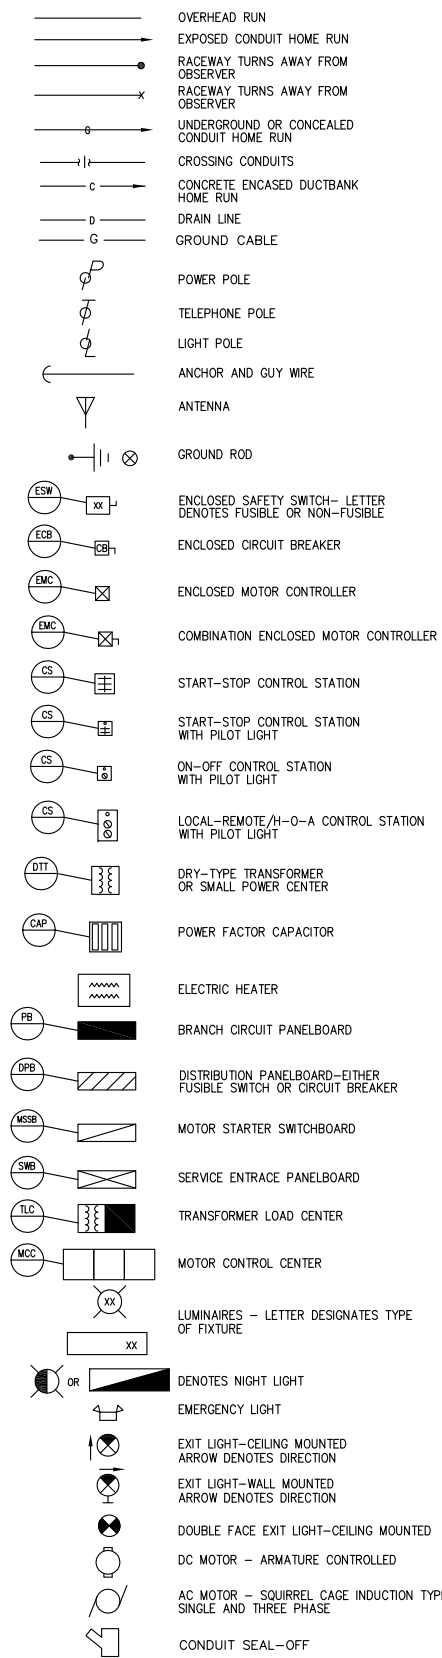 OVERHEAD RUN
EXPOSED CONDUIT HOME RUN
RACEWAY TURNS AWAY FROM
OBSERVER
X
RACEWAY TURNS AWAY FROM
OBSERVER
G
UNDERGROUND OR CONCEALED
CONDUIT HOME RUN
CROSSING CONDUITS
C
CONCRETE ENCASED DUCTBANK
HOME RUN
D
DRAIN LINE
G
GROUND CABLE
POWER POLE
TELEPHONE POLE
LIGHT POLE
ANCHOR AND GUY WIRE
ANTENNA
GROUND ROD
ESW
XX
ENCLOSED SAFETY SWITCH– LETTER
DENOTES FUSIBLE OR NON–FUSIBLE
ECB
CB
ENCLOSED CIRCUIT BREAKER
EMC
ENCLOSED MOTOR CONTROLLER
EMC
COMBINATION ENCLOSED MOTOR CONTROLLER
CS
START–STOP CONTROL STATION
CS
START–STOP CONTROL STATION
WITH PILOT LIGHT
CS
ON–OFF CONTROL STATION
WITH PILOT LIGHT
CS
LOCAL–REMOTE/H–O–A CONTROL STATION
WITH PILOT LIGHT
DTT
DRY–TYPE TRANSFORMER
OR SMALL POWER CENTER
CAP
POWER FACTOR CAPACITOR
ELECTRIC HEATER
PB
BRANCH CIRCUIT PANELBOARD
DPB
DISTRIBUTION PANELBOARD–EITHER
FUSIBLE SWITCH OR CIRCUIT BREAKER
MSSB
MOTOR STARTER SWITCHBOARD
SWB
SERVICE ENTRACE PANELBOARD
TLC
TRANSFORMER LOAD CENTER
MCC
MOTOR CONTROL CENTER
XX
LUMINAIRES – LETTER DESIGNATES TYPE
OF FIXTURE
XX
OR
DENOTES NIGHT LIGHT
EMERGENCY LIGHT
EXIT LIGHT–CEILING MOUNTED
ARROW DENOTES DIRECTION
EXIT LIGHT–WALL MOUNTED
ARROW DENOTES DIRECTION
DOUBLE FACE EXIT LIGHT–CEILING MOUNTED
DC MOTOR – ARMATURE CONTROLLED
AC MOTOR – SQUIRREL CAGE INDUCTION TYP
SINGLE AND THREE PHASE
CONDUIT SEAL–OFF